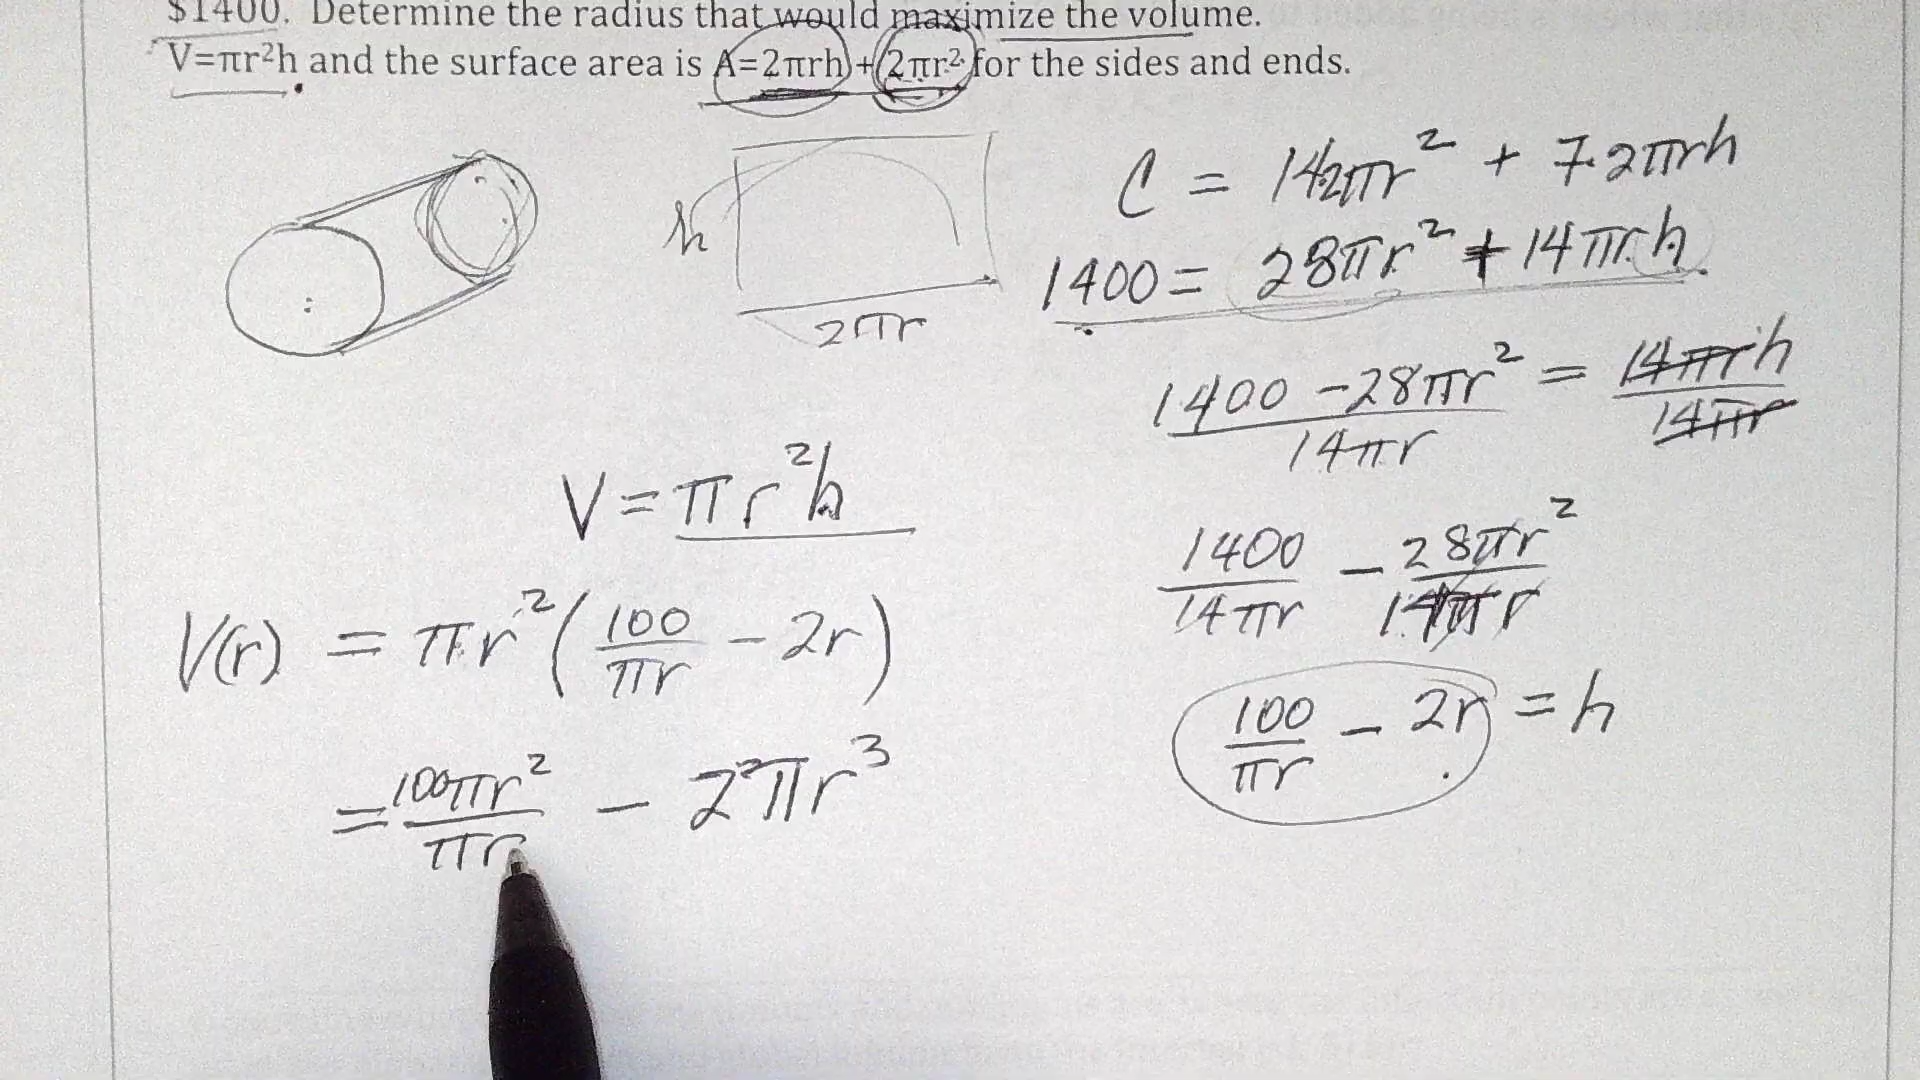 $1400. Determine the radius that would maximize the volume.
V=πr²h and the surface area is A=2πrh+2πr² for the sides and ends.
h
2πr
C = 14·2πr² + 7·2πrh
1400 = 28πr² + 14πrh
1400 - 28πr² = 14πrh
14πr 14πr
V = πr²h
1400 - 28πr²
14πr 14πr
V(r) = πr² ( 100 - 2r )
πr
100 - 2r = h
πr
= 100πr² - 2πr³
πr